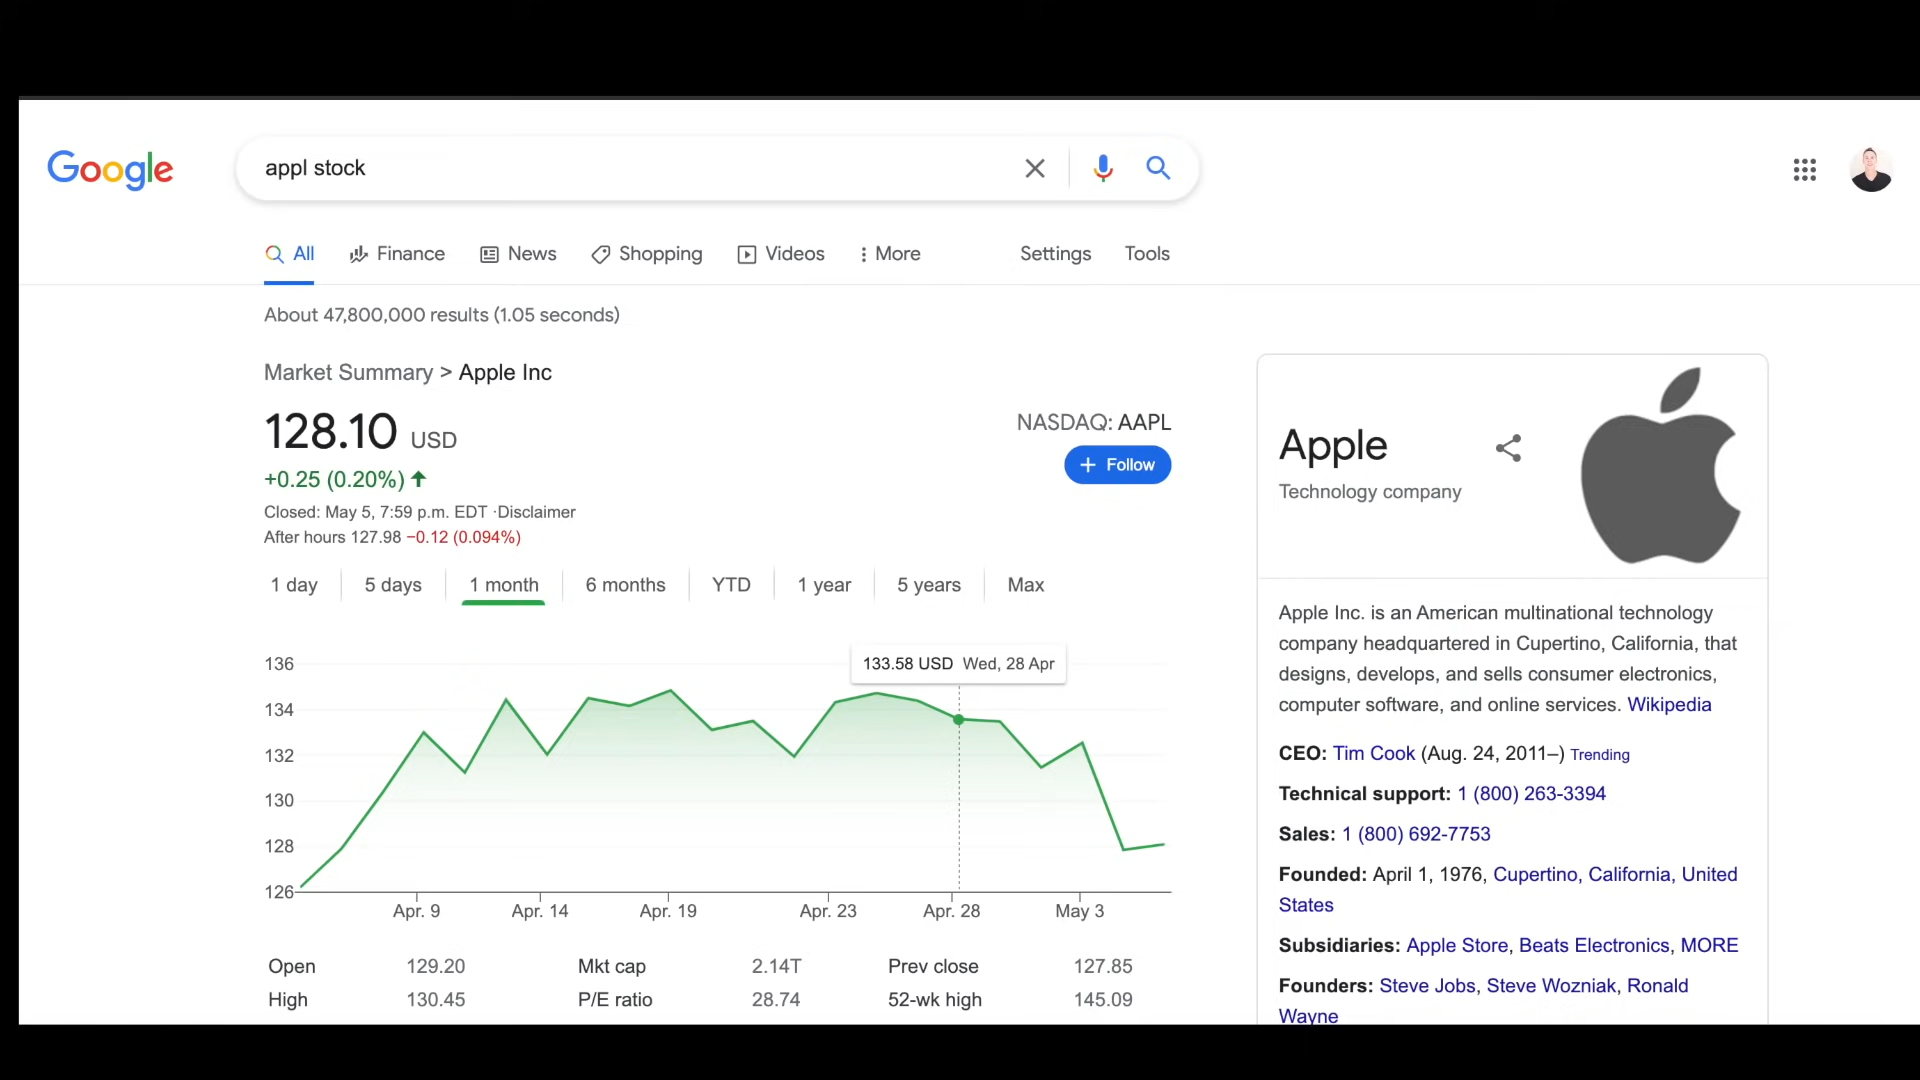 Google
appl stock
All Finance News Shopping Videos More Settings Tools
About 47,800,000 results (1.05 seconds)
Market Summary > Apple Inc
128.10 USD
NASDAQ: AAPL
+0.25 (0.20%)
+ Follow
Closed: May 5, 7:59 p.m. EDT ·Disclaimer
After hours 127.98 −0.12 (0.094%)
1 day 5 days 1 month 6 months YTD 1 year 5 years Max
133.58 USD Wed, 28 Apr
136
134
132
130
128
126
Apr. 9 Apr. 14 Apr. 19 Apr. 23 Apr. 28 May 3
Open 129.20 Mkt cap 2.14T Prev close 127.85
High 130.45 P/E ratio 28.74 52-wk high 145.09
Apple
Technology company
Apple Inc. is an American multinational technology
company headquartered in Cupertino, California, that
designs, develops, and sells consumer electronics,
computer software, and online services. Wikipedia
CEO: Tim Cook (Aug. 24, 2011–) Trending
Technical support: 1 (800) 263-3394
Sales: 1 (800) 692-7753
Founded: April 1, 1976, Cupertino, California, United
States
Subsidiaries: Apple Store, Beats Electronics, MORE
Founders: Steve Jobs, Steve Wozniak, Ronald
Wayne